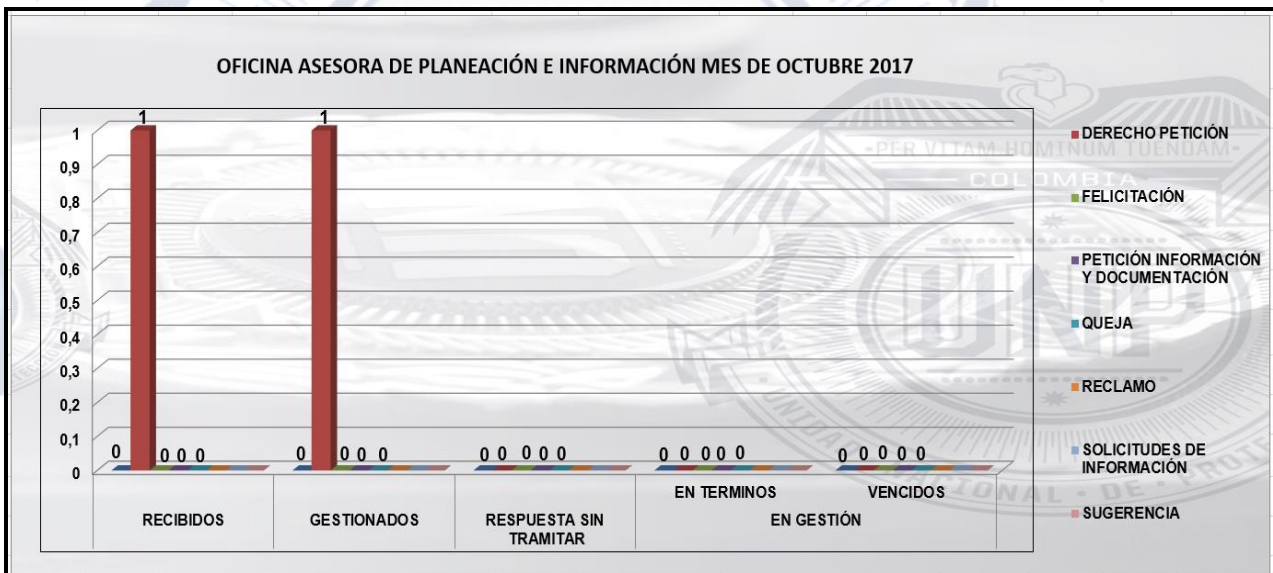 OFICINA ASESORA DE PLANEACIÓN E INFORMACIÓN MES DE OCTUBRE 2017
1
0,9
0,8
0,7
0,6
0,5
0,4
0,3
0,2
0,1
0
0 1 0 0 0
0 1 0 0 0
0 0 0 0 0
0 0 0 0 0
0 0 0 0 0
EN TERMINOS VENCIDOS
RECIBIDOS GESTIONADOS RESPUESTA SIN EN GESTIÓN
TRAMITAR
DERECHO PETICIÓN
FELICITACIÓN
PETICIÓN INFORMACIÓN
Y DOCUMENTACIÓN
QUEJA
RECLAMO
SOLICITUDES DE
INFORMACIÓN
SUGERENCIA
-PER VITAM HOMINUM TUENDAM-
COLOMBIA
UNP